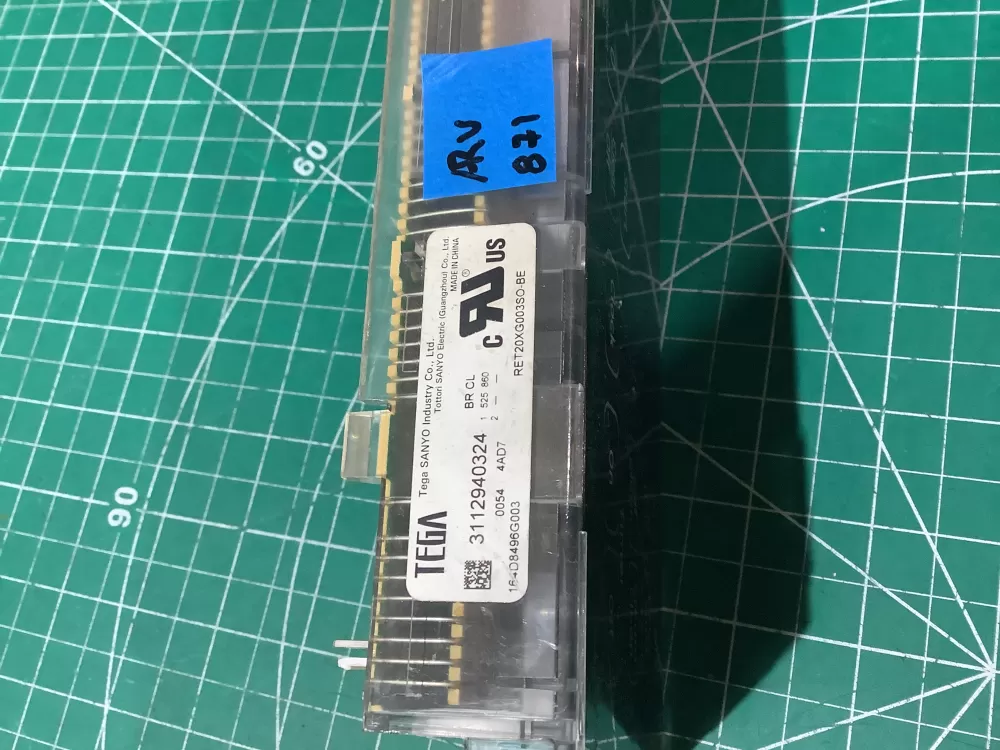 ARV
871
TEGA
Tega SANYO Industry Co., Ltd.
Tottori SANYO Electric (Guangzhou) Co., Ltd.
MADE IN CHINA
3112940324
BR CL
0054 4AD7
1 525 860
2 — —
C RU® US
164D8496G003
RET20XG003SO-BE
60
90